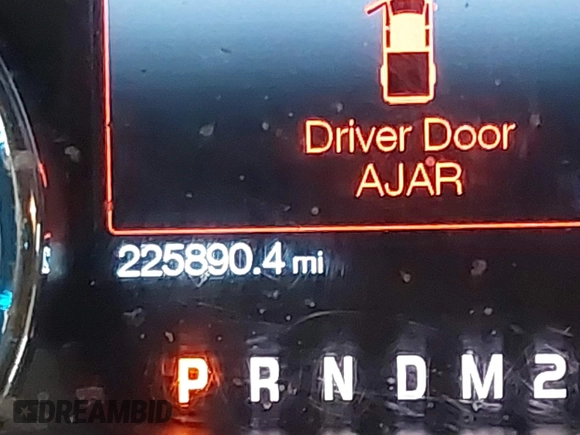 Driver Door
AJAR
225890.4 mi
P R N D M 2
DREAMBID